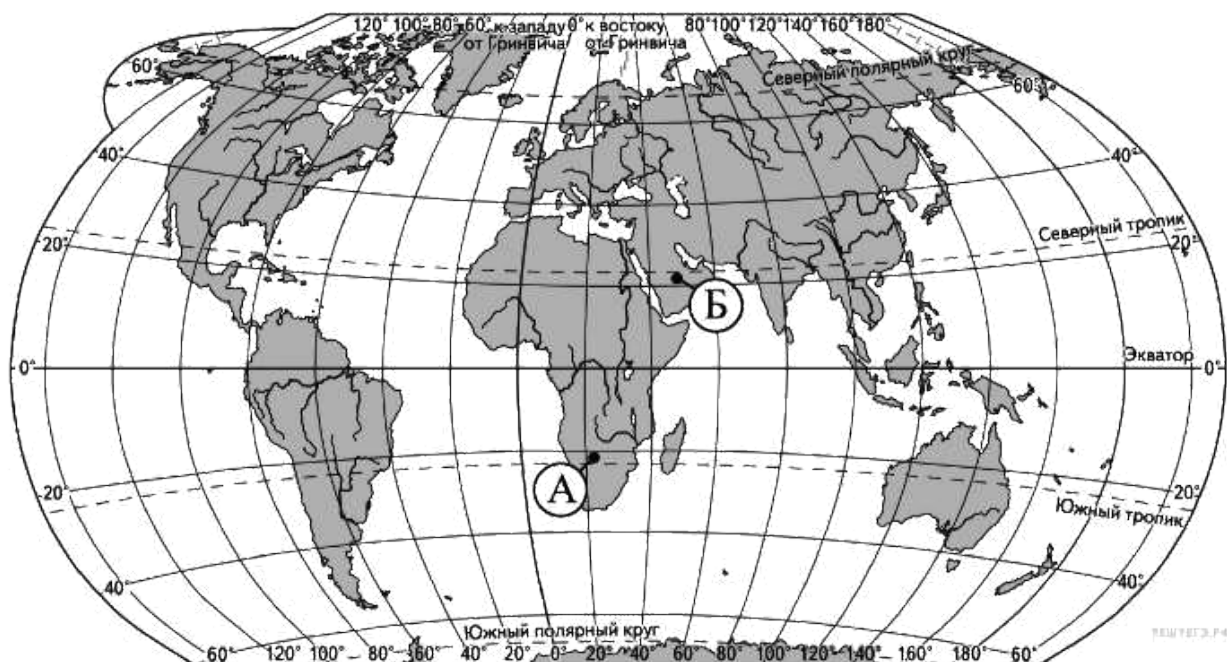 120° 100° 80° 60° к западу 0° к востоку 80° 100° 120° 140° 160° 180°
от Гринвича от Гринвича
60° Северный полярный круг 60°
40° 40°
Северный тропик
20° 20°
Б
Экватор
0° 0°
А
20° 20°
Южный тропик
40° 40°
Южный полярный круг
60° 120° 100° 80° 60° 40° 20° 0° 20° 40° 60° 80° 100° 120° 140° 160° 180° 60°